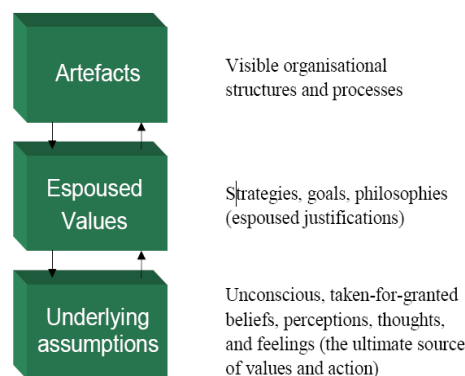 Artefacts
Visible organisational
structures and processes
Espoused
Values
Strategies, goals, philosophies
(espoused justifications)
Underlying
assumptions
Unconscious, taken-for-granted
beliefs, perceptions, thoughts,
and feelings (the ultimate source
of values and action)